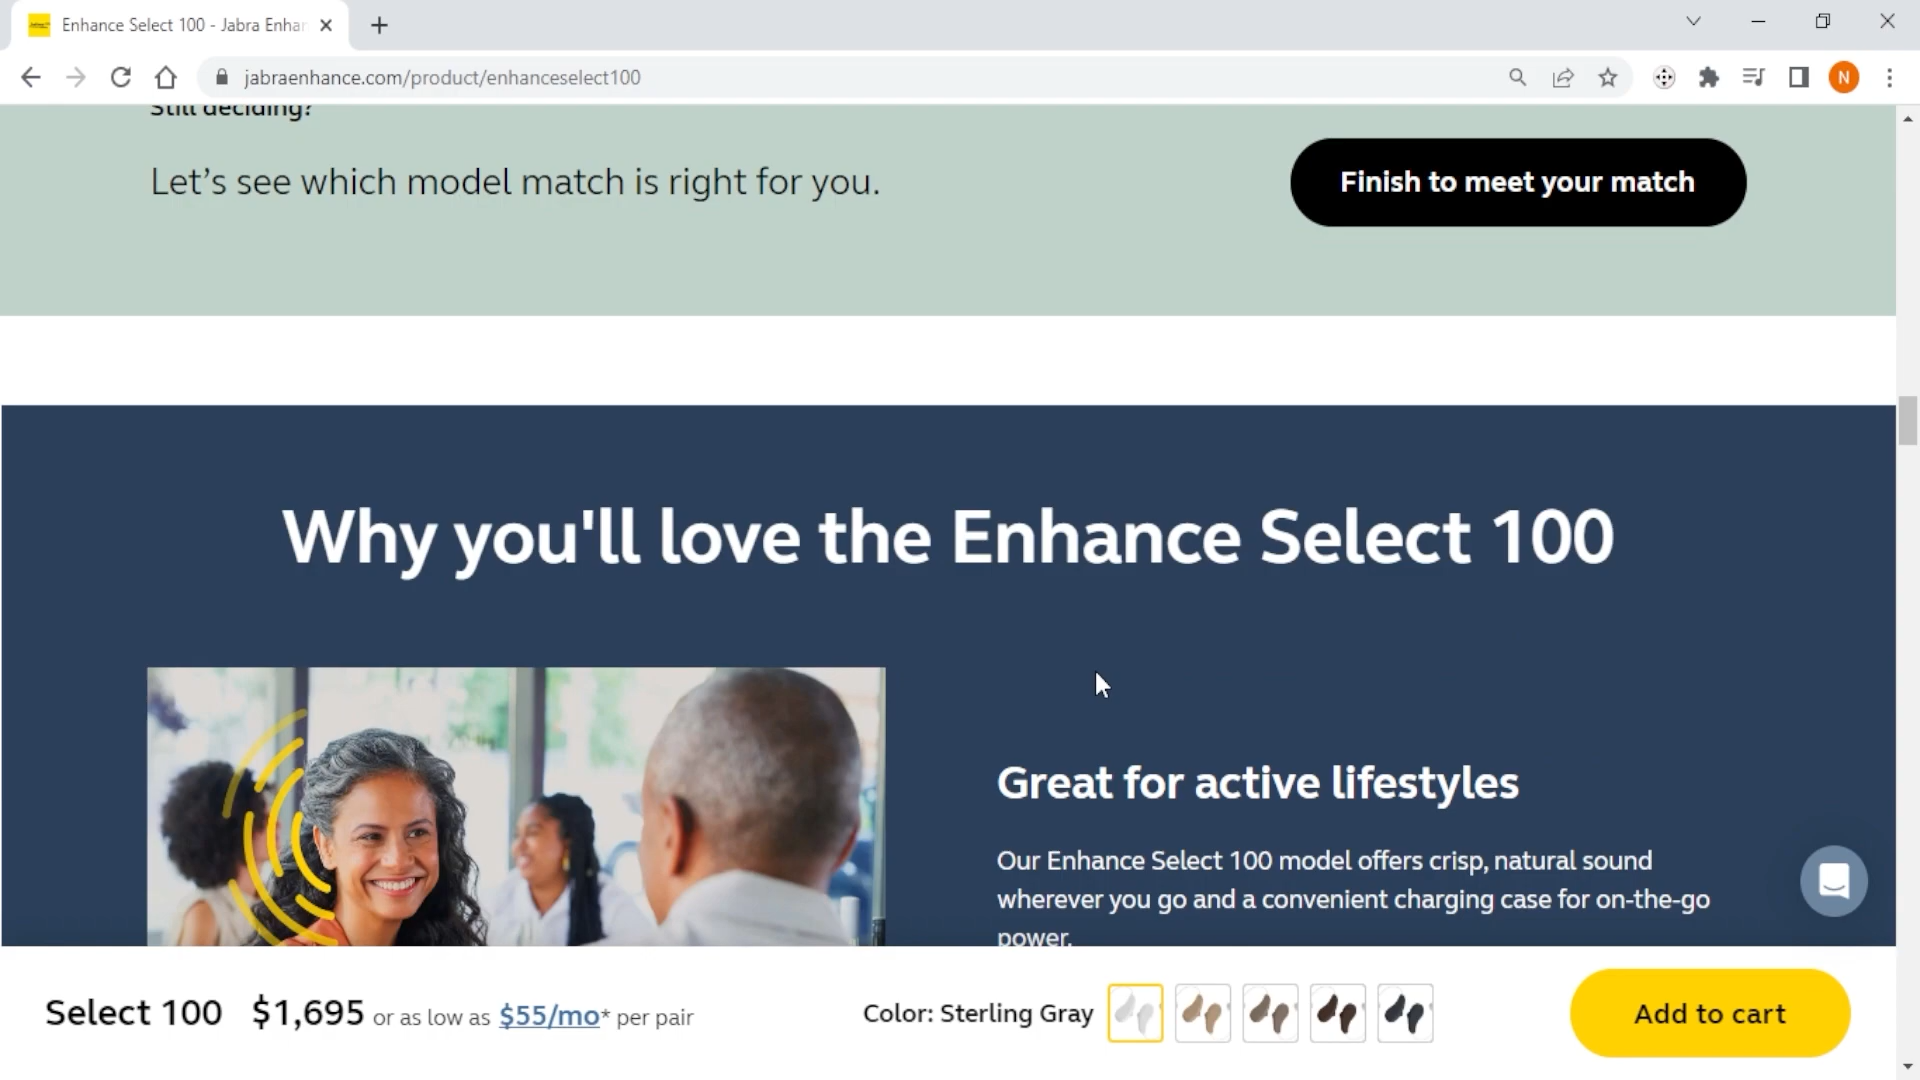 Enhance Select 100 - Jabra Enhan
jabraenhance.com/product/enhanceselect100
N
Still deciding?
Let’s see which model match is right for you.
Finish to meet your match
Why you'll love the Enhance Select 100
Great for active lifestyles
Our Enhance Select 100 model offers crisp, natural sound
wherever you go and a convenient charging case for on-the-go
power.
Select 100 $1,695 or as low as $55/mo* per pair
Color: Sterling Gray
Add to cart